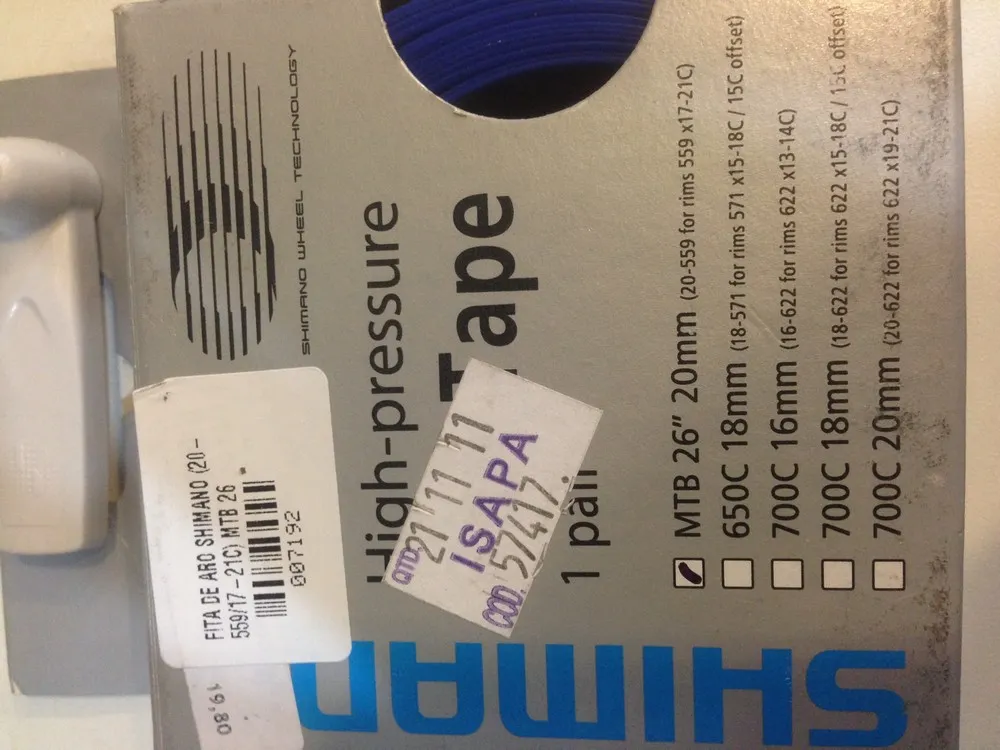 SHIMANO WHEEL TECHNOLOGY
High-pressure
Tape
1 pair
MTB 26" 20mm (20-559 for rims 559 x17-21C)
650C 18mm (18-571 for rims 571 x15-18C / 15C offset)
700C 16mm (16-622 for rims 622 x13-14C)
700C 18mm (18-622 for rims 622 x15-18C / 15C offset)
700C 20mm (20-622 for rims 622 x19-21C)
SHIMAN
FITA DE ARO SHIMANO (20-
559/17-21C) MTB 26
007192
19,80
QTD.
21 11 11
ISAPA
COD. 57417.